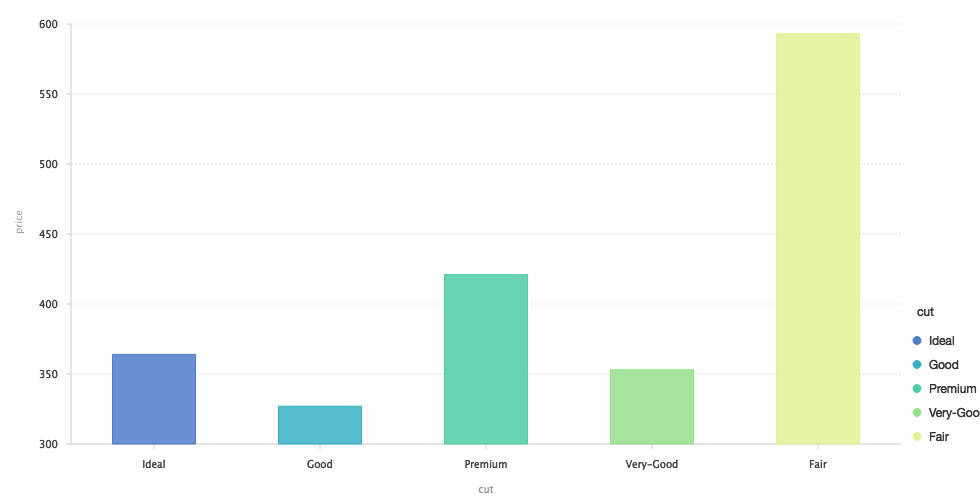 600
550
500
450
400
350
300
price
Ideal Good Premium Very-Good Fair
cut
cut
Ideal
Good
Premium
Very-Goo
Fair